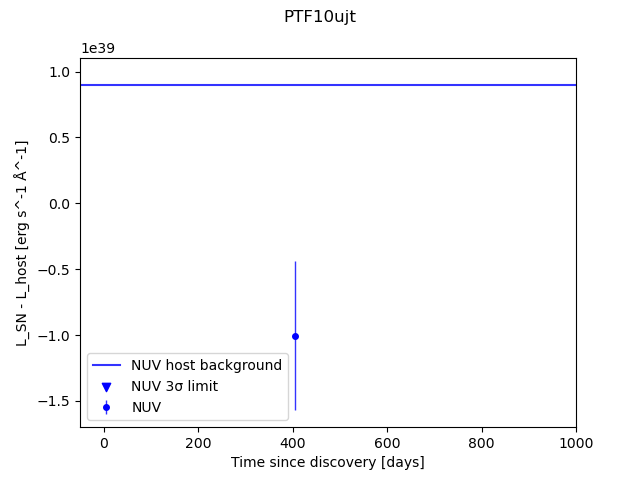 PTF10ujt
1e39
1.0
0.5
0.0
−0.5
−1.0
−1.5
L_SN - L_host [erg s^-1 Å^-1]
NUV host background
NUV 3σ limit
NUV
0 200 400 600 800 1000
Time since discovery [days]